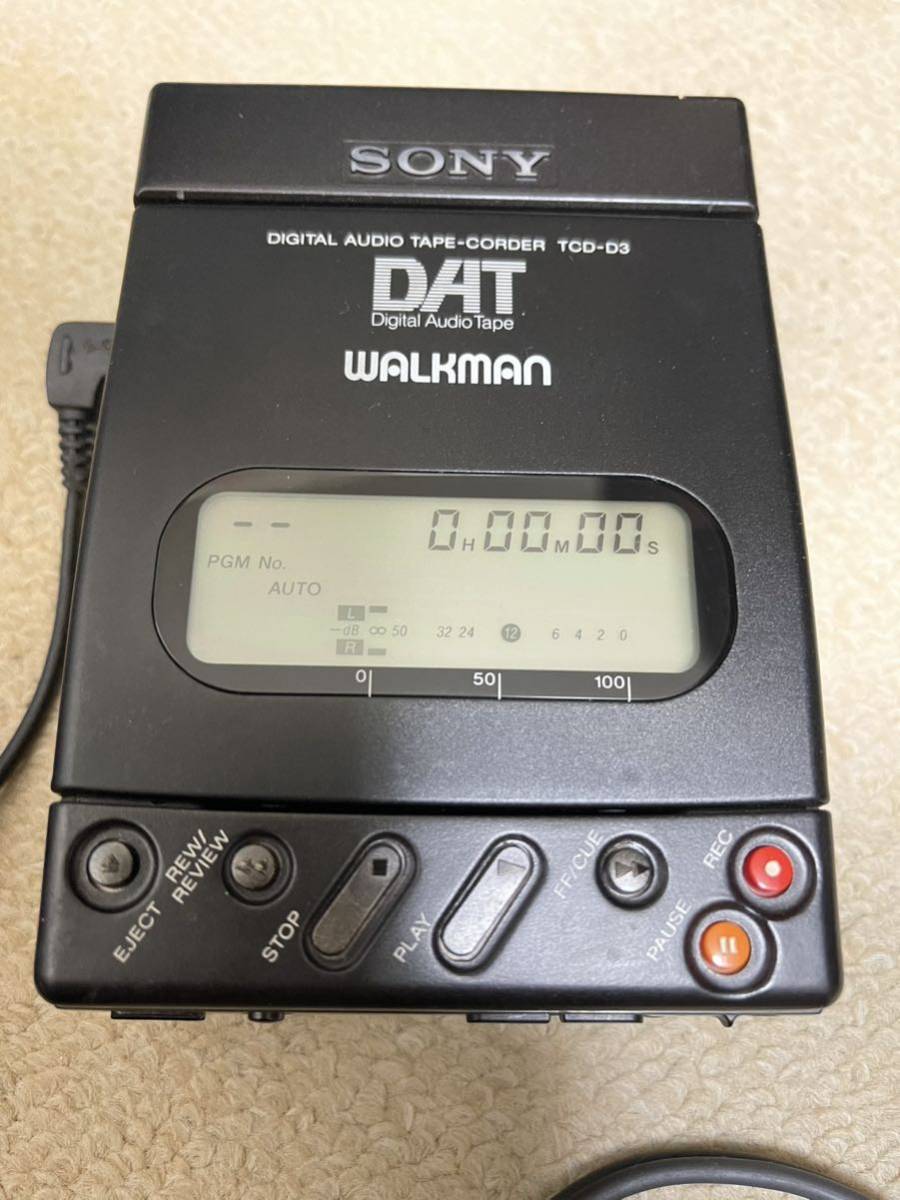 SONY
DIGITAL AUDIO TAPE-CORDER TCD-D3
DAT
Digital Audio Tape
WALKMAN
-- 0H00M00S
PGM No.
AUTO
L
—dB ∞ 50 32 24 12 6 4 2 0
R
0 50 100
EJECT
REW/
REVIEW
STOP
PLAY
FF/CUE
PAUSE
REC